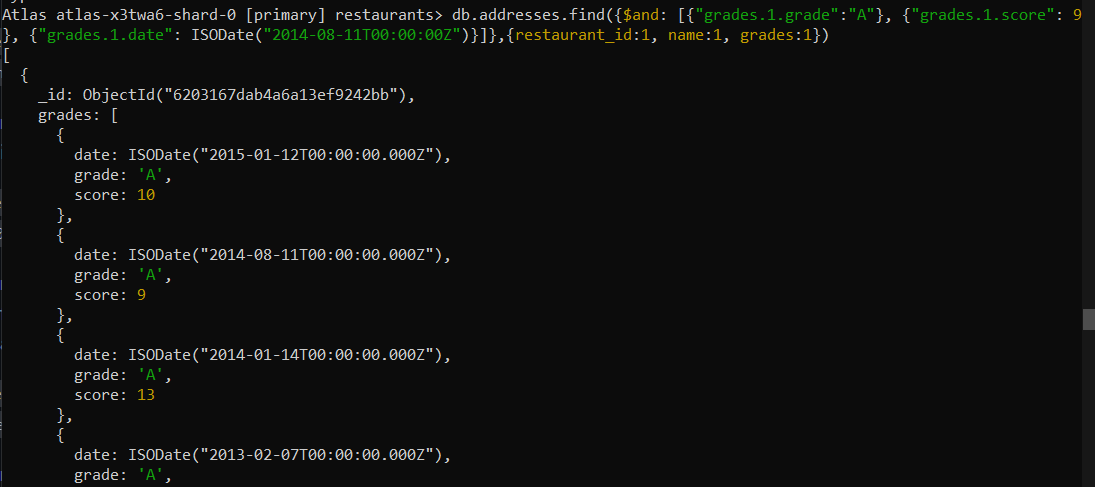 Atlas atlas-x3twa6-shard-0 [primary] restaurants> db.addresses.find({$and: [{"grades.1.grade":"A"}, {"grades.1.score": 9
}, {"grades.1.date": ISODate("2014-08-11T00:00:00Z")}]},{restaurant_id:1, name:1, grades:1})
[
  {
    _id: ObjectId("6203167dab4a6a13ef9242bb"),
    grades: [
      {
        date: ISODate("2015-01-12T00:00:00.000Z"),
        grade: 'A',
        score: 10
      },
      {
        date: ISODate("2014-08-11T00:00:00.000Z"),
        grade: 'A',
        score: 9
      },
      {
        date: ISODate("2014-01-14T00:00:00.000Z"),
        grade: 'A',
        score: 13
      },
      {
        date: ISODate("2013-02-07T00:00:00.000Z"),
        grade: 'A',